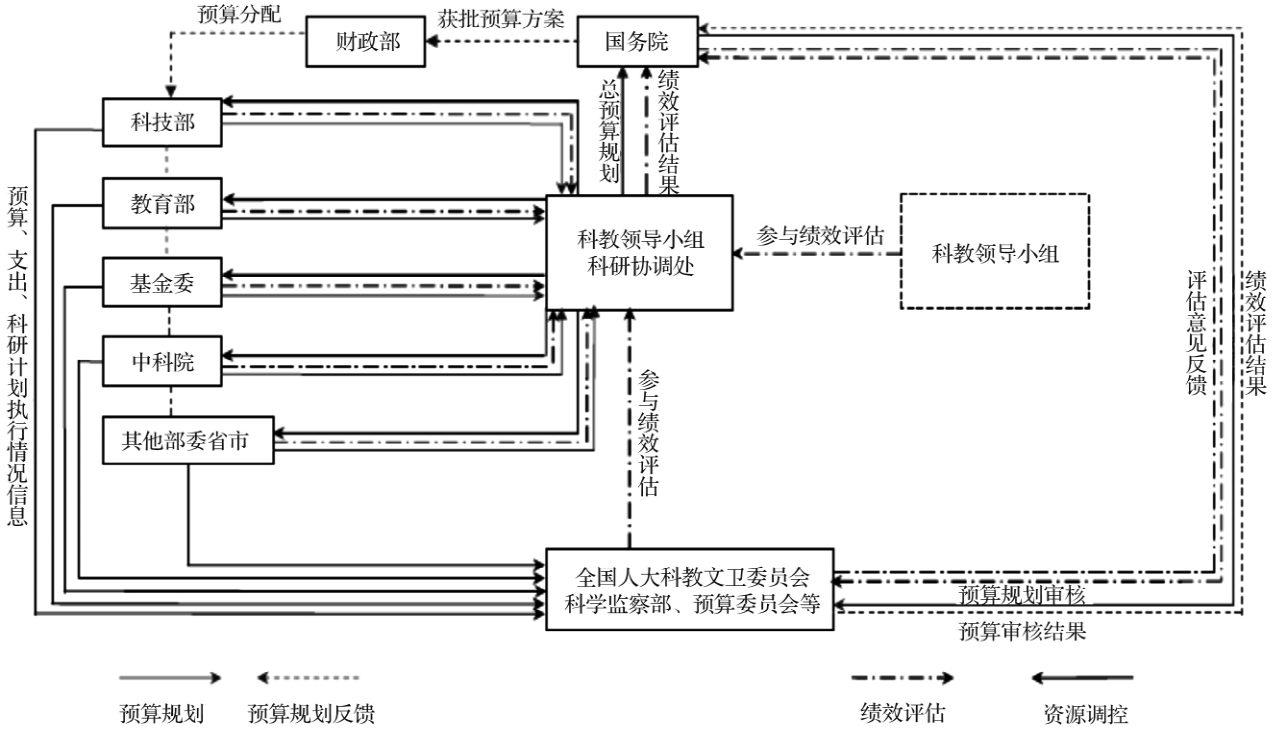 预算分配
财政部
获批预算方案
国务院
科技部
总预算规划
绩效评估结果
教育部
科教领导小组
科研协调处
参与绩效评估
科教领导小组
基金委
中科院
其他部委省市
预算、支出、科研计划执行情况信息
参与绩效评估
评估意见反馈
绩效评估结果
全国人大科教文卫委员会
科学监察部、预算委员会等
预算规划审核
预算审核结果
预算规划
预算规划反馈
绩效评估
资源调控